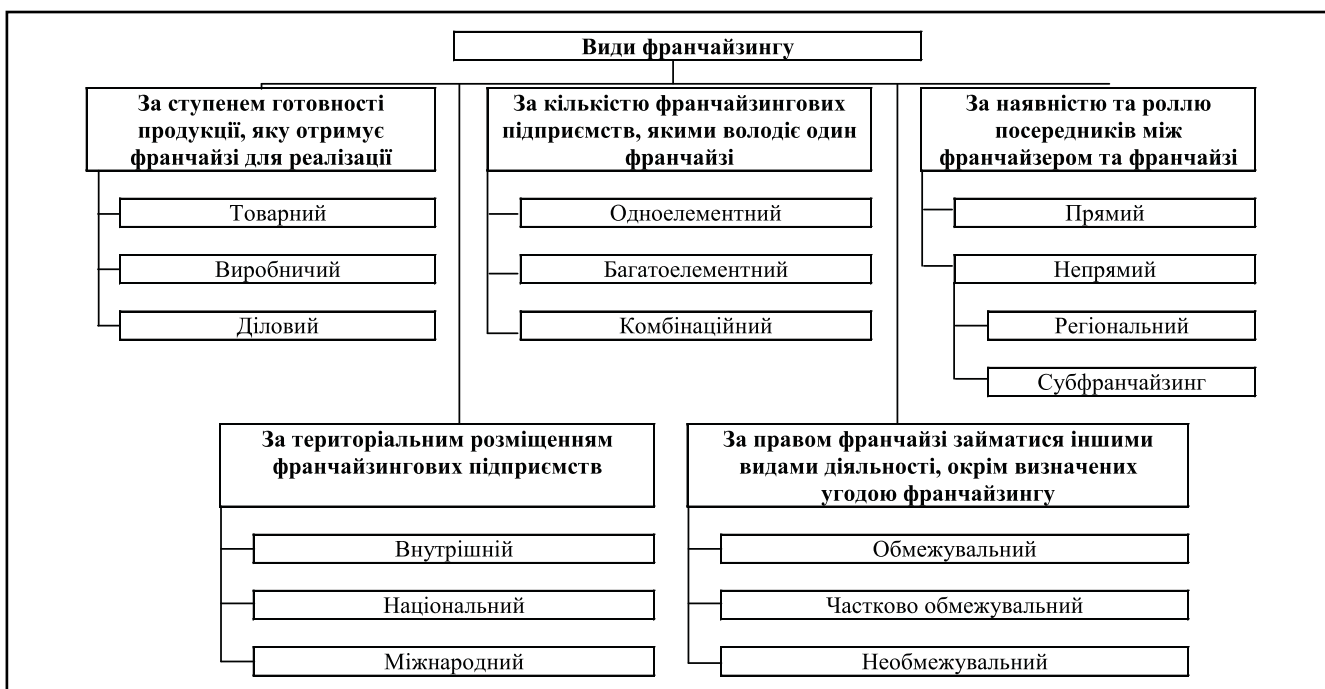 Види франчайзингу
За ступенем готовності
продукції, яку отримує
франчайзі для реалізації
Товарний
Виробничий
Діловий
За кількістю франчайзингових
підприємств, якими володіє один
франчайзі
Одноелементний
Багатоелементний
Комбінаційний
За наявністю та роллю
посередників між
франчайзером та франчайзі
Прямий
Непрямий
Регіональний
Субфранчайзинг
За територіальним розміщенням
франчайзингових підприємств
Внутрішній
Національний
Міжнародний
За правом франчайзі займатися іншими
видами діяльності, окрім визначених
угодою франчайзингу
Обмежувальний
Частково обмежувальний
Необмежувальний